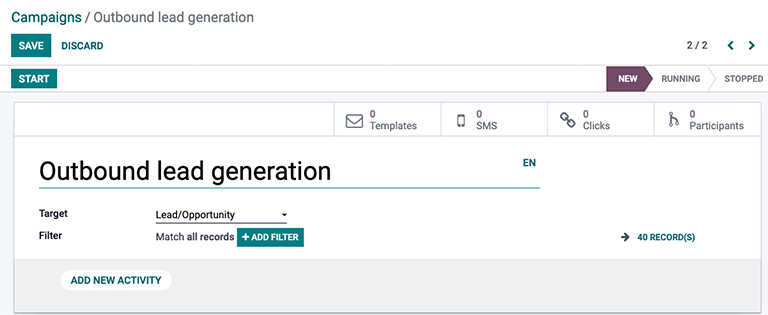 Campaigns / Outbound lead generation
SAVE DISCARD 2 / 2
START NEW RUNNING STOPPED
0 Templates 0 SMS 0 Clicks 0 Participants
Outbound lead generation EN
Target Lead/Opportunity
Filter Match all records + ADD FILTER 40 RECORD(S)
ADD NEW ACTIVITY